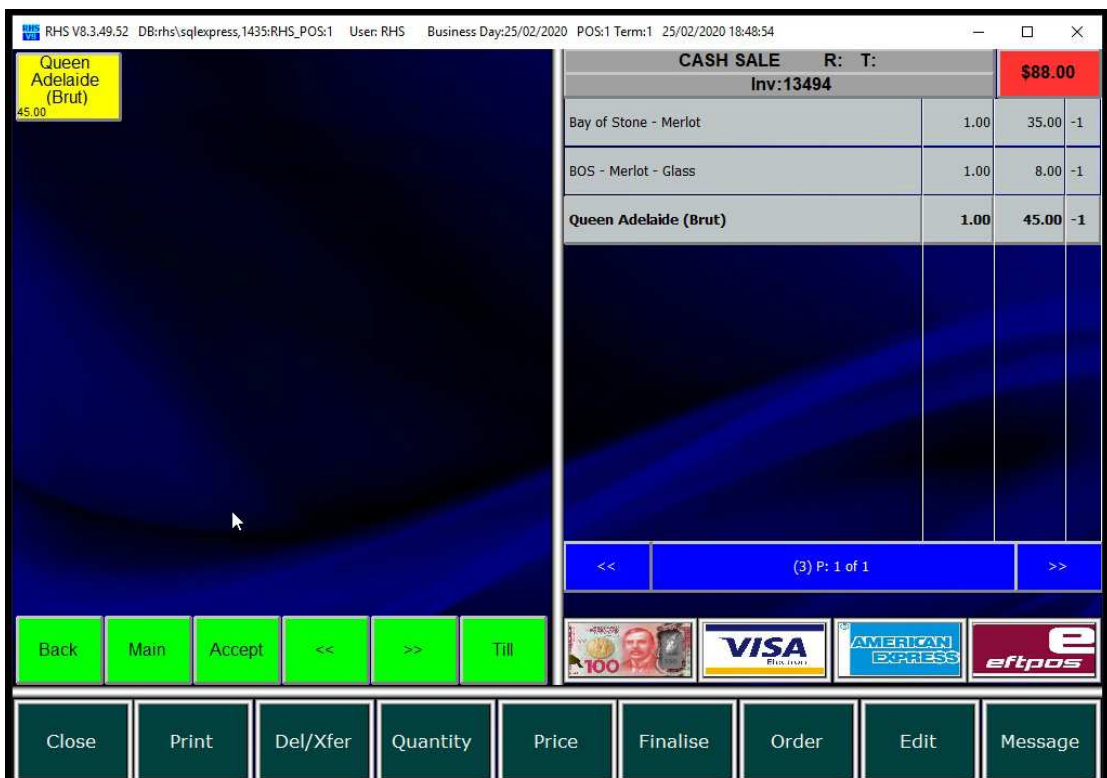 RHS V8.3.49.52 DB:rhs\sqlexpress,1435:RHS_POS:1 User: RHS Business Day:25/02/2020 POS:1 Term:1 25/02/2020 18:48:54
Queen
Adelaide
(Brut)
45.00
CASH SALE R: T:
Inv:13494
$88.00
Bay of Stone - Merlot 1.00 35.00 -1
BOS - Merlot - Glass 1.00 8.00 -1
Queen Adelaide (Brut) 1.00 45.00 -1
<< (3) P: 1 of 1 >>
Back Main Accept << >> Till
100 VISA Electron AMERICAN EXPRESS eftpos
Close Print Del/Xfer Quantity Price Finalise Order Edit Message